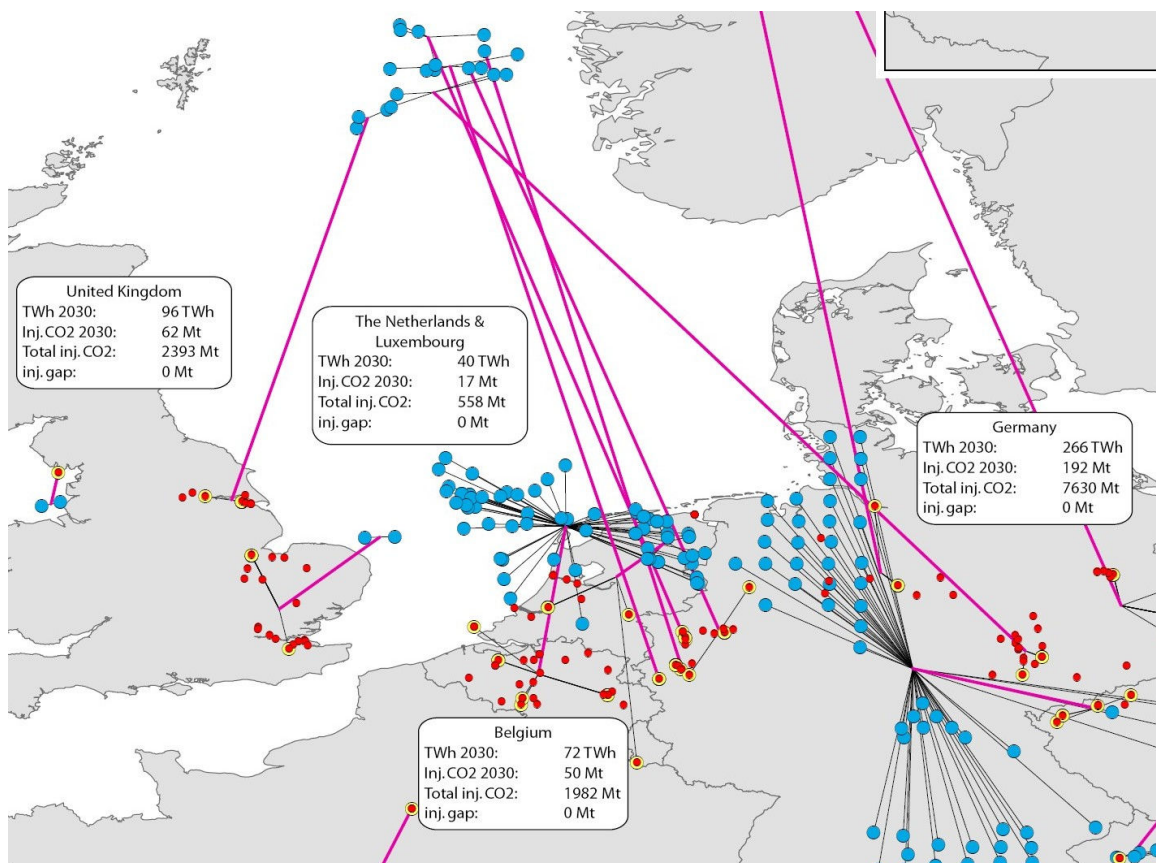 United Kingdom
TWh 2030: 96 TWh
Inj. CO2 2030: 62 Mt
Total inj. CO2: 2393 Mt
inj. gap: 0 Mt
The Netherlands &
Luxembourg
TWh 2030: 40 TWh
Inj. CO2 2030: 17 Mt
Total inj. CO2: 558 Mt
inj. gap: 0 Mt
Germany
TWh 2030: 266 TWh
Inj. CO2 2030: 192 Mt
Total inj. CO2: 7630 Mt
inj. gap: 0 Mt
Belgium
TWh 2030: 72 TWh
Inj. CO2 2030: 50 Mt
Total inj. CO2: 1982 Mt
inj. gap: 0 Mt